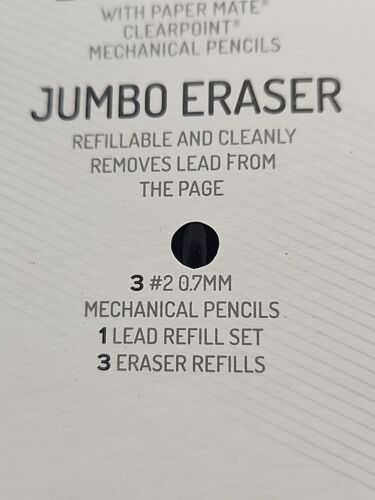 WITH PAPER MATE®
CLEARPOINT®
MECHANICAL PENCILS
JUMBO ERASER
REFILLABLE AND CLEANLY
REMOVES LEAD FROM
THE PAGE
3 #2 0.7MM
MECHANICAL PENCILS
1 LEAD REFILL SET
3 ERASER REFILLS